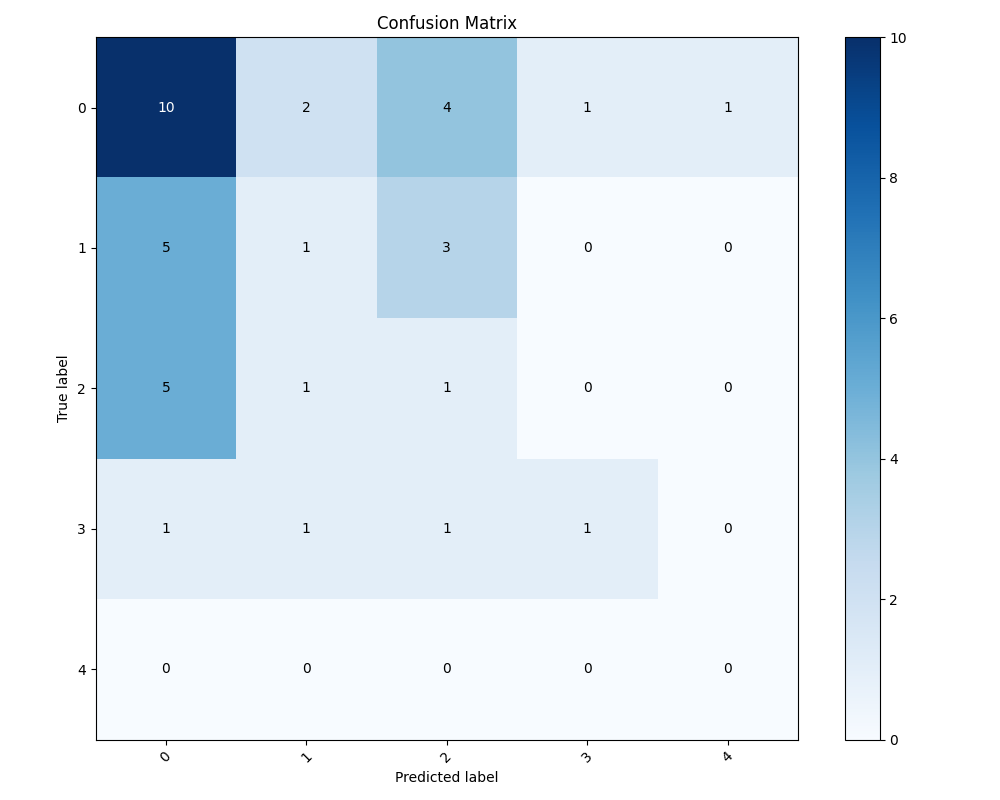 Confusion Matrix
0 10 2 4 1 1
1 5 1 3 0 0
2 5 1 1 0 0
3 1 1 1 1 0
4 0 0 0 0 0
0 1 2 3 4
True label
Predicted label
10
8
6
4
2
0